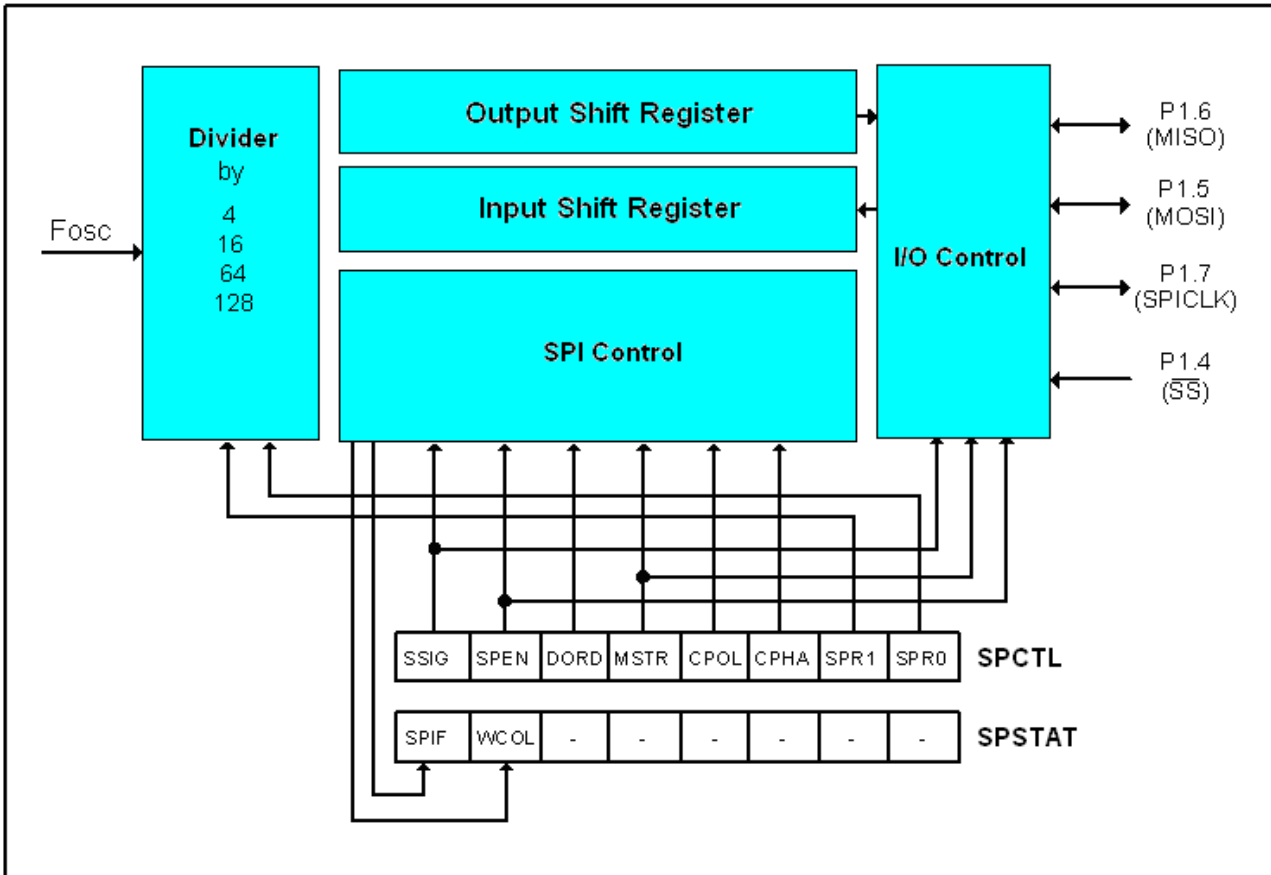 Output Shift Register
Divider
by
4
16
64
128
Input Shift Register
Fosc
I/O Control
SPI Control
P1.6
(MISO)
P1.5
(MOSI)
P1.7
(SPICLK)
P1.4
(S̅S̅)
SSIG SPEN DORD MSTR CPOL CPHA SPR1 SPR0 SPCTL
SPIF WCOL - - - - - - SPSTAT